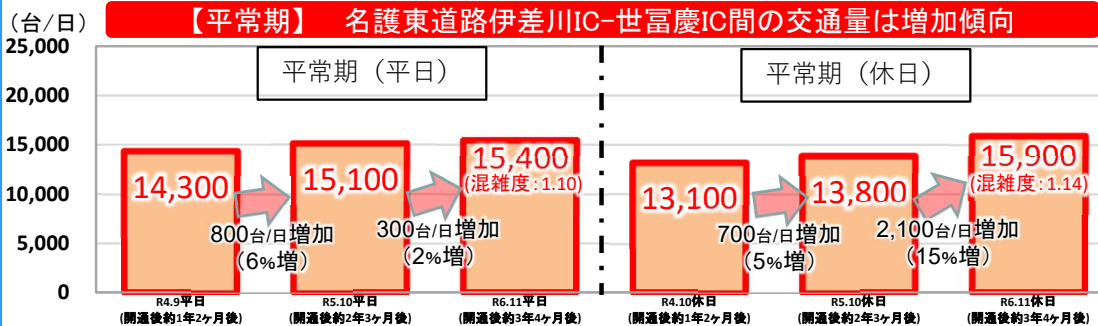 (台/日)
【平常期】 名護東道路伊差川IC-世冨慶IC間の交通量は増加傾向
25,000
20,000
15,000
10,000
5,000
0
平常期（平日）
14,300
15,100
15,400
(混雑度:1.10)
800台/日増加
(6%増)
300台/日増加
(2%増)
R4.9平日
(開通後約1年2ヶ月後)
R5.10平日
(開通後約2年3ヶ月後)
R6.11平日
(開通後約3年4ヶ月後)
平常期（休日）
13,100
13,800
15,900
(混雑度:1.14)
700台/日増加
(5%増)
2,100台/日増加
(15%増)
R4.10休日
(開通後約1年2ヶ月後)
R5.10休日
(開通後約2年3ヶ月後)
R6.11休日
(開通後約3年4ヶ月後)